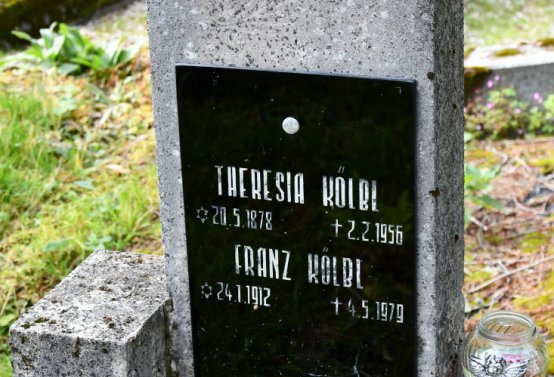 THERESIA KÖLBL
✡ 20.5.1878 ✝ 2.2.1956
FRANZ KÖLBL
✡ 24.1.1912 ✝ 4.5.1979